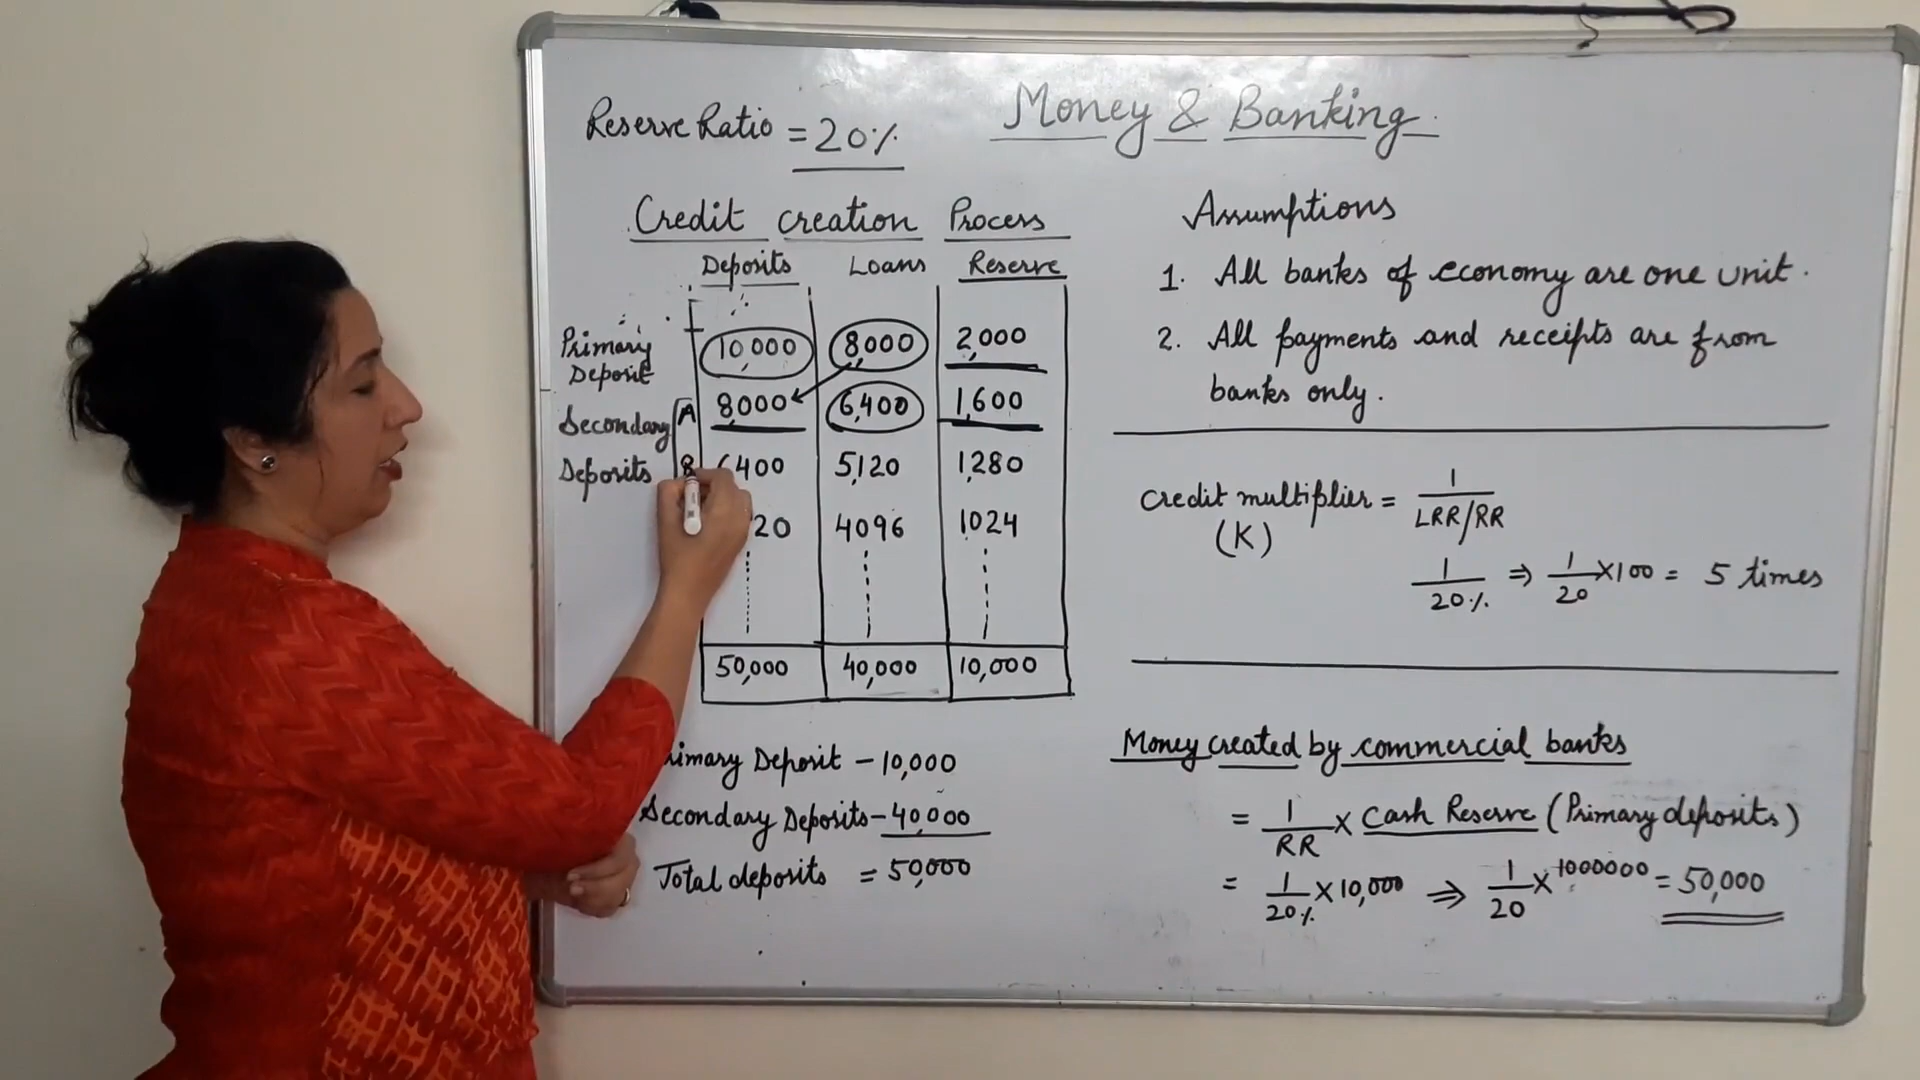 Reserve Ratio = 20%
Money & Banking
Credit creation Process
Deposits Loans Reserve
Primary Deposit 10,000 8000 2,000
Secondary A 8000 6,400 1,600
Deposits B 6400 5,120 1,280
20 4096 1024
50,000 40,000 10,000
rimary Deposit – 10,000
Secondary Deposits – 40,000
Total deposits = 50,000
Assumptions
1. All banks of economy are one unit.
2. All payments and receipts are from
banks only.
Credit multiplier = 1/LRR/RR
(K)
1/20% ⇒ 1/20 × 100 = 5 times
Money created by commercial banks
= 1/RR × Cash Reserve (Primary deposits)
= 1/20% × 10,000 ⇒ 1/20 × 1000000 = 50,000